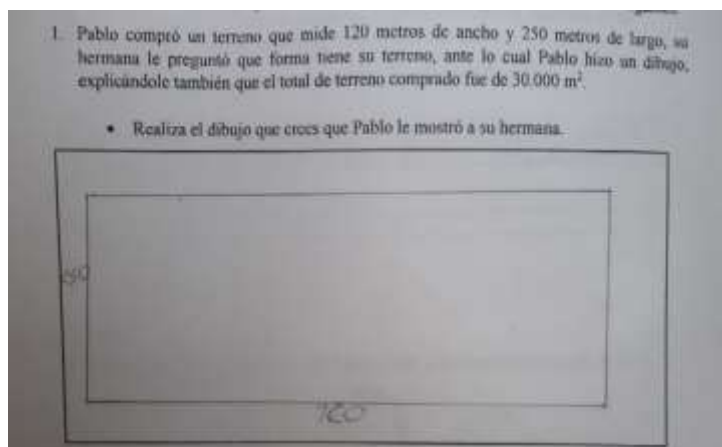 1. Pablo compró un terreno que mide 120 metros de ancho y 250 metros de largo, su
hermana le preguntó que forma tiene su terreno, ante lo cual Pablo hizo un dibujo,
explicándole también que el total de terreno comprado fue de 30.000 m².
• Realiza el dibujo que crees que Pablo le mostró a su hermana.
250
120